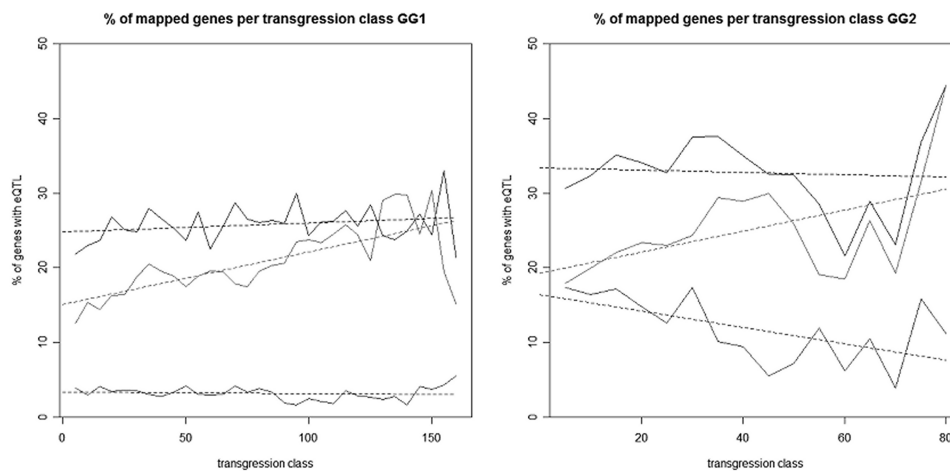 % of mapped genes per transgression class GG1
50
40
30
20
10
0
% of genes with eQTL
0 50 100 150
transgression class
% of mapped genes per transgression class GG2
50
40
30
20
10
0
% of genes with eQTL
20 40 60 80
transgression class